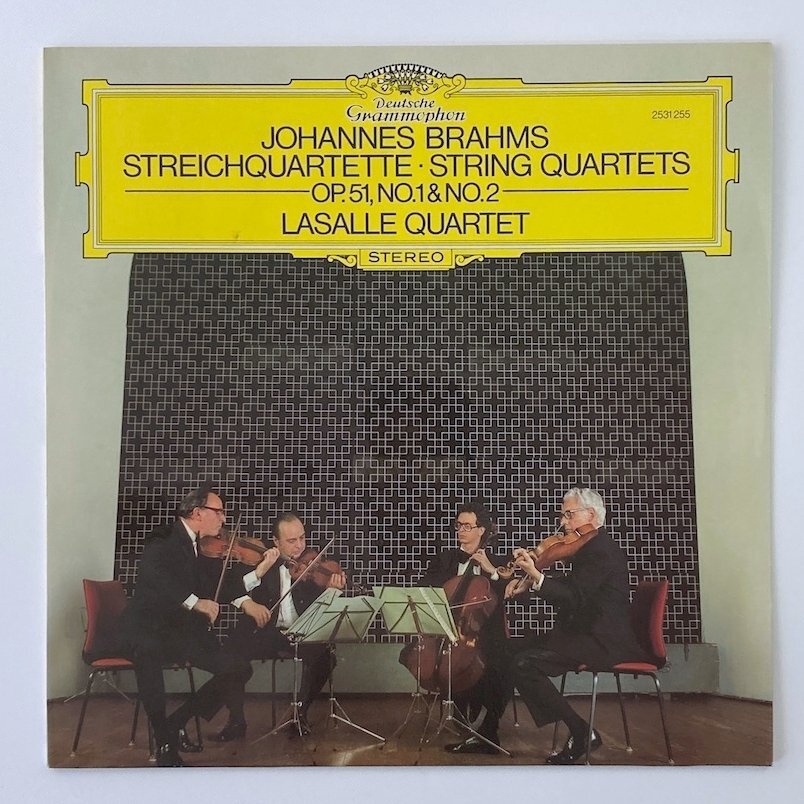 Deutsche
Grammophon
2531 255
JOHANNES BRAHMS
STREICHQUARTETTE · STRING QUARTETS
OP. 51, NO. 1 & NO. 2
LASALLE QUARTET
STEREO